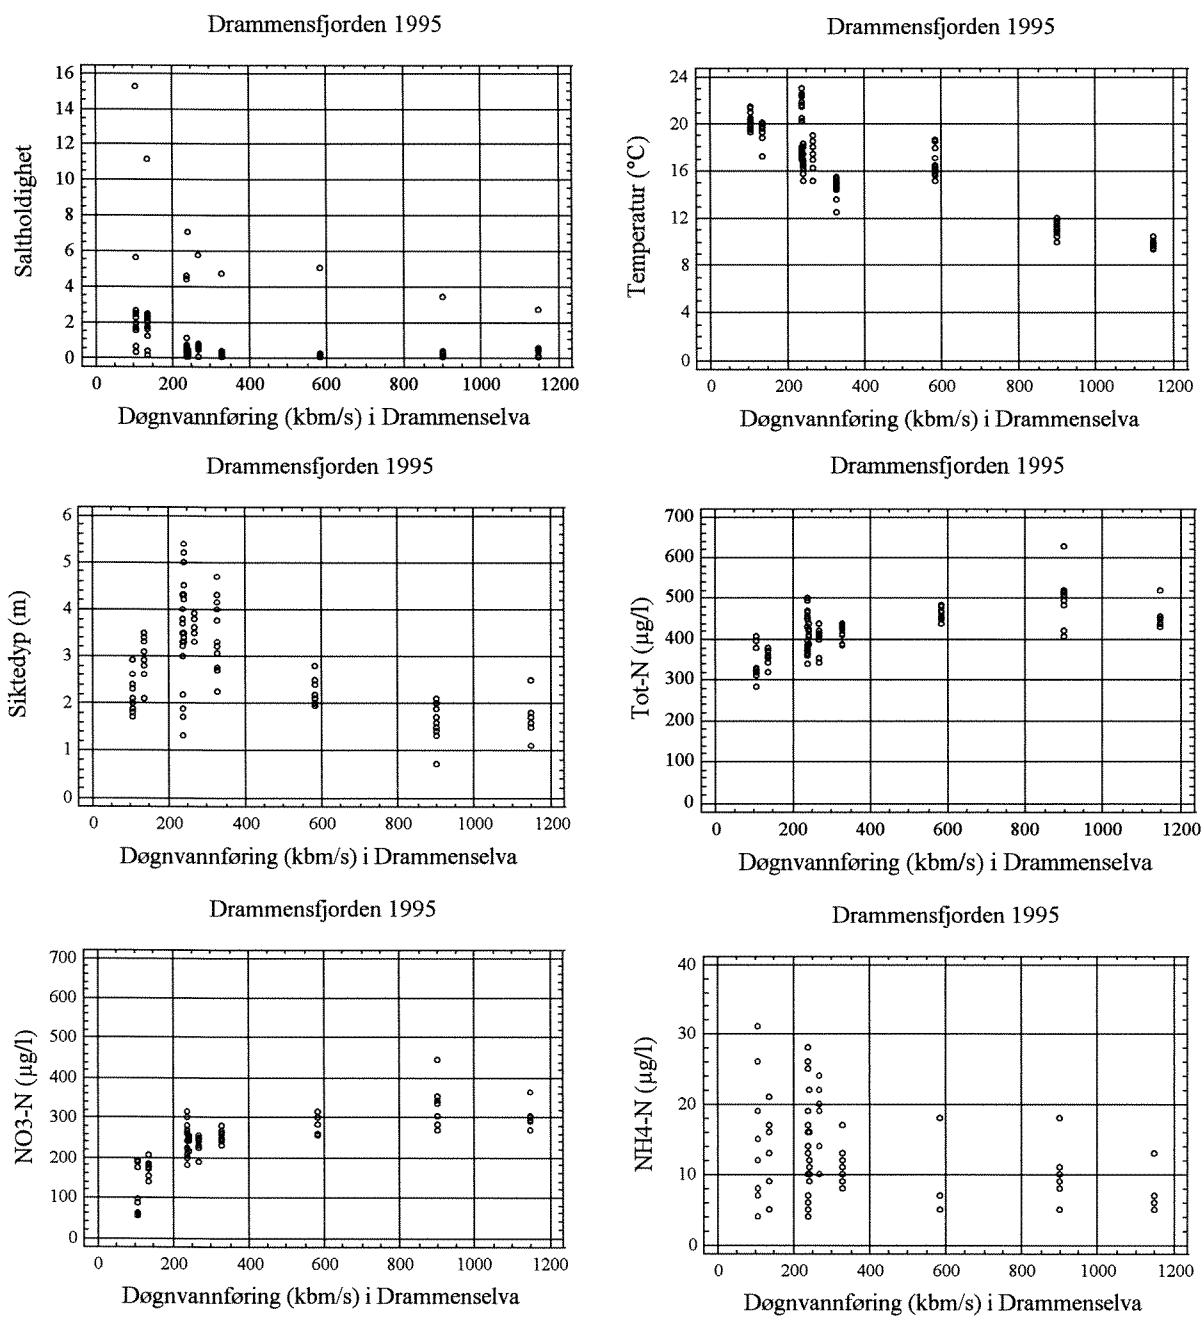 Drammensfjorden 1995
Saltholdighet
16
14
12
10
8
6
4
2
0
0 200 400 600 800 1000 1200
Døgnvannføring (kbm/s) i Drammenselva
Drammensfjorden 1995
Temperatur (°C)
24
20
16
12
8
4
0
0 200 400 600 800 1000 1200
Døgnvannføring (kbm/s) i Drammenselva
Drammensfjorden 1995
Siktedyp (m)
6
5
4
3
2
1
0
0 200 400 600 800 1000 1200
Døgnvannføring (kbm/s) i Drammenselva
Drammensfjorden 1995
Tot-N (µg/l)
700
600
500
400
300
200
100
0
0 200 400 600 800 1000 1200
Døgnvannføring (kbm/s) i Drammenselva
Drammensfjorden 1995
NO3-N (µg/l)
700
600
500
400
300
200
100
0
0 200 400 600 800 1000 1200
Døgnvannføring (kbm/s) i Drammenselva
Drammensfjorden 1995
NH4-N (µg/l)
40
30
20
10
0
0 200 400 600 800 1000 1200
Døgnvannføring (kbm/s) i Drammenselva